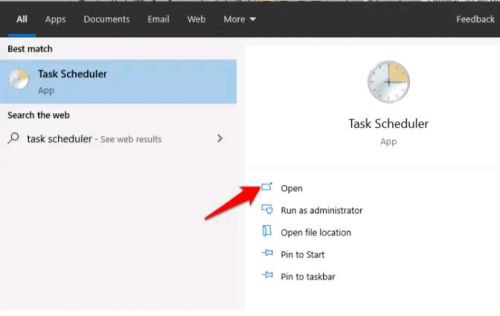 All Apps Documents Email Web More Feedback
Best match
Task Scheduler
App
Search the web
task scheduler - See web results
Task Scheduler
App
Open
Run as administrator
Open file location
Pin to Start
Pin to taskbar